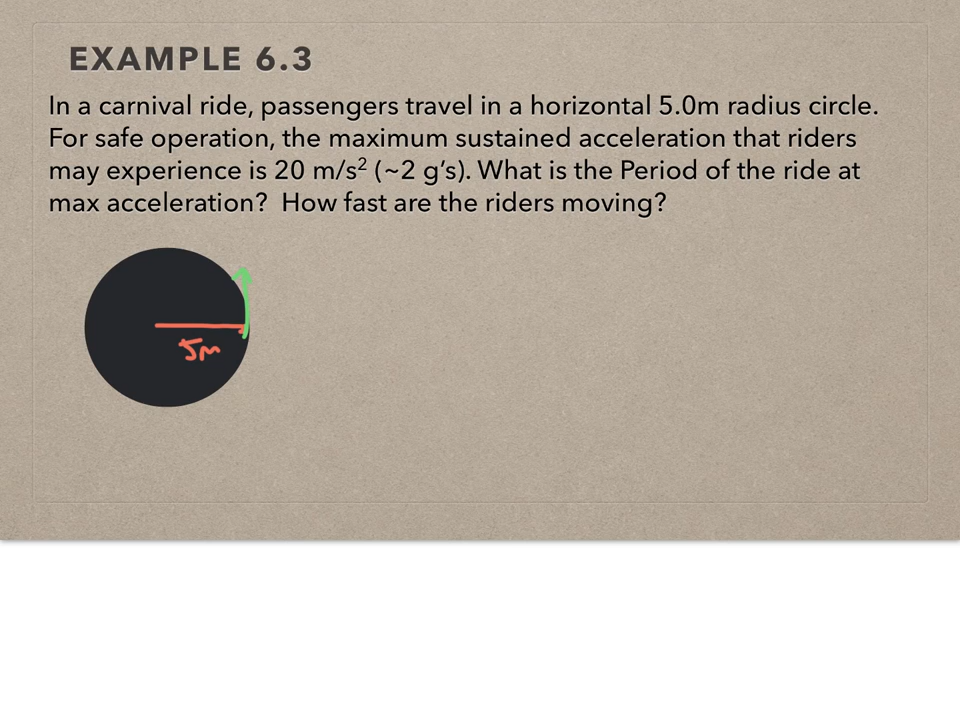 EXAMPLE 6.3
In a carnival ride, passengers travel in a horizontal 5.0m radius circle.
For safe operation, the maximum sustained acceleration that riders
may experience is 20 m/s² (~2 g’s). What is the Period of the ride at
max acceleration?  How fast are the riders moving?
5m